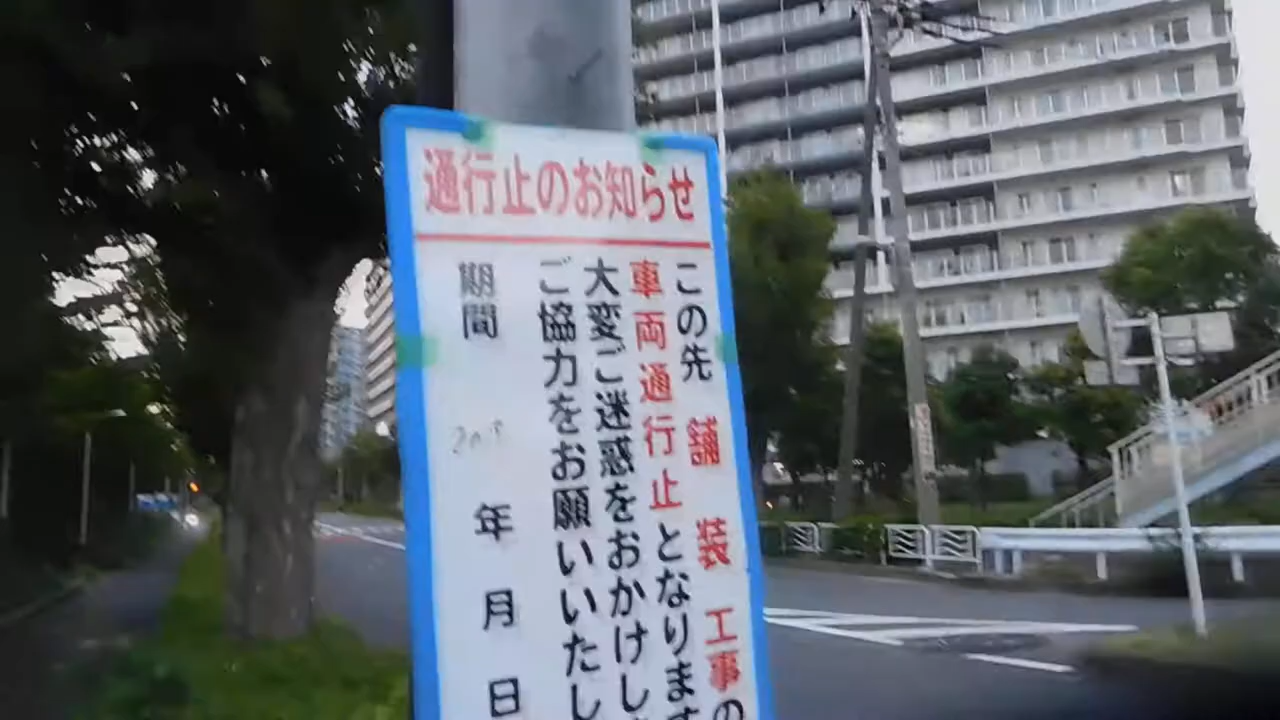 通行止のお知らせ
この先 舗装工事の
車両通行止となります
大変ご迷惑をおかけし
ご協力をお願いいたし
期間 年 月 日